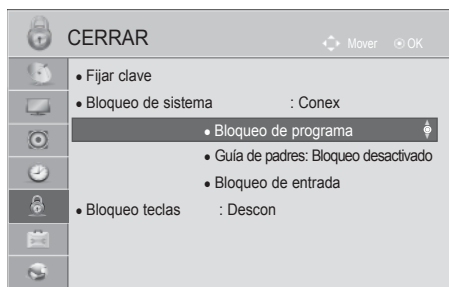 CERRAR
Mover OK
• Fijar clave
• Bloqueo de sistema : Conex
• Bloqueo de programa
• Guía de padres: Bloqueo desactivado
• Bloqueo de entrada
• Bloqueo teclas : Descon